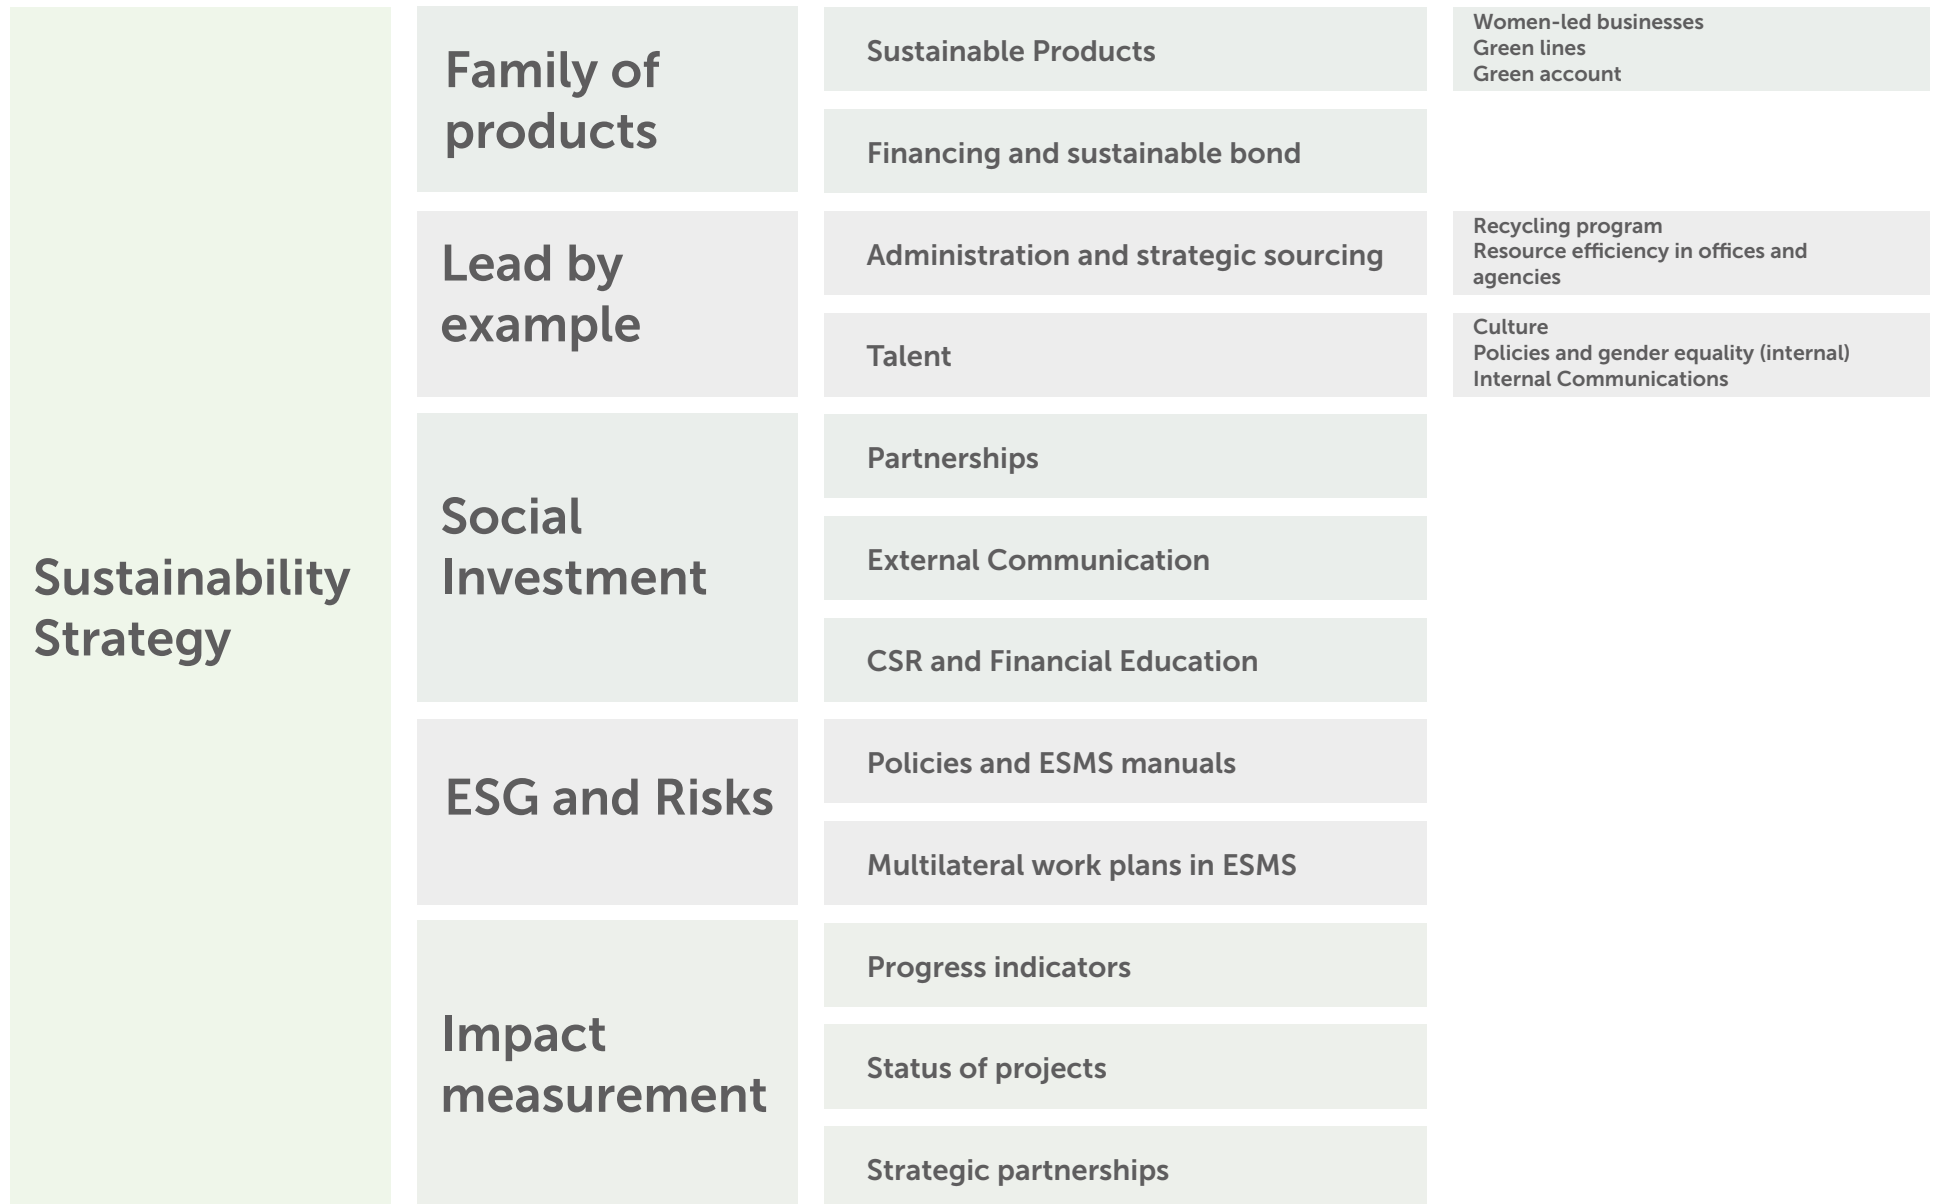 Sustainability
Strategy
Family of
products
Sustainable Products
Women-led businesses
Green lines
Green account
Financing and sustainable bond
Lead by
example
Administration and strategic sourcing
Recycling program
Resource efficiency in offices and
agencies
Talent
Culture
Policies and gender equality (internal)
Internal Communications
Social
Investment
Partnerships
External Communication
CSR and Financial Education
ESG and Risks
Policies and ESMS manuals
Multilateral work plans in ESMS
Impact
measurement
Progress indicators
Status of projects
Strategic partnerships